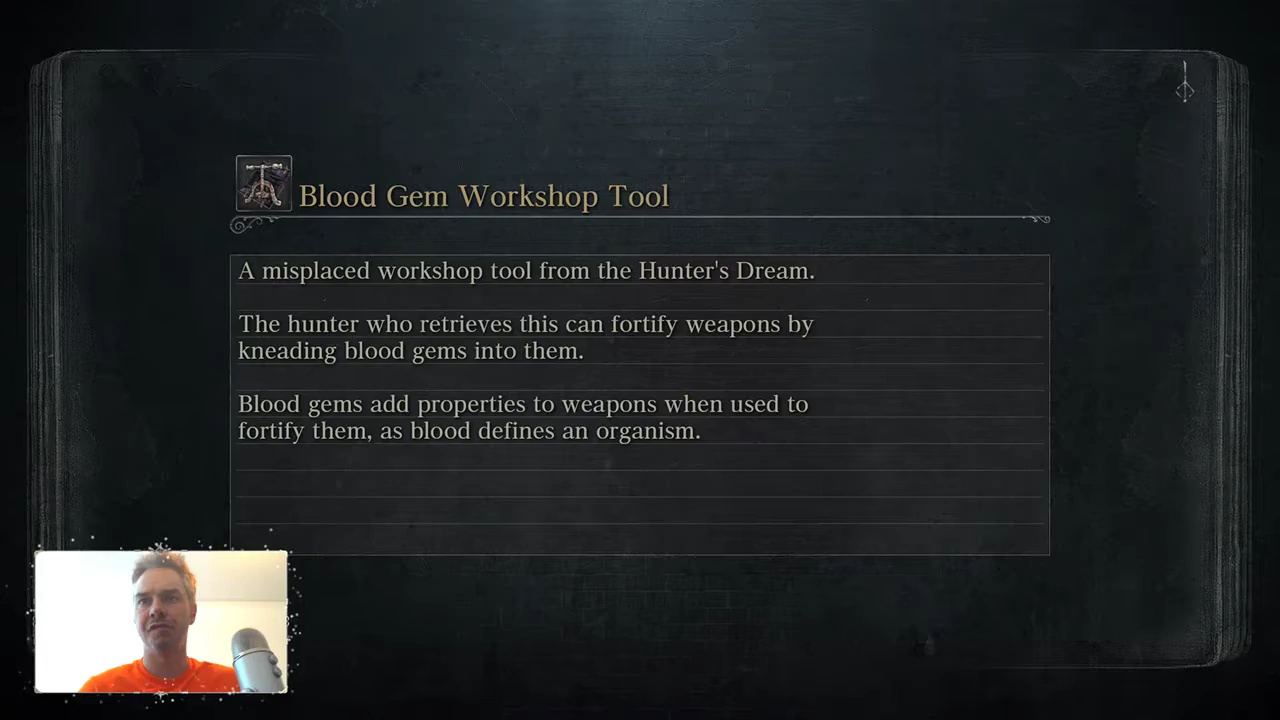 Blood Gem Workshop Tool
A misplaced workshop tool from the Hunter's Dream.
The hunter who retrieves this can fortify weapons by
kneading blood gems into them.
Blood gems add properties to weapons when used to
fortify them, as blood defines an organism.